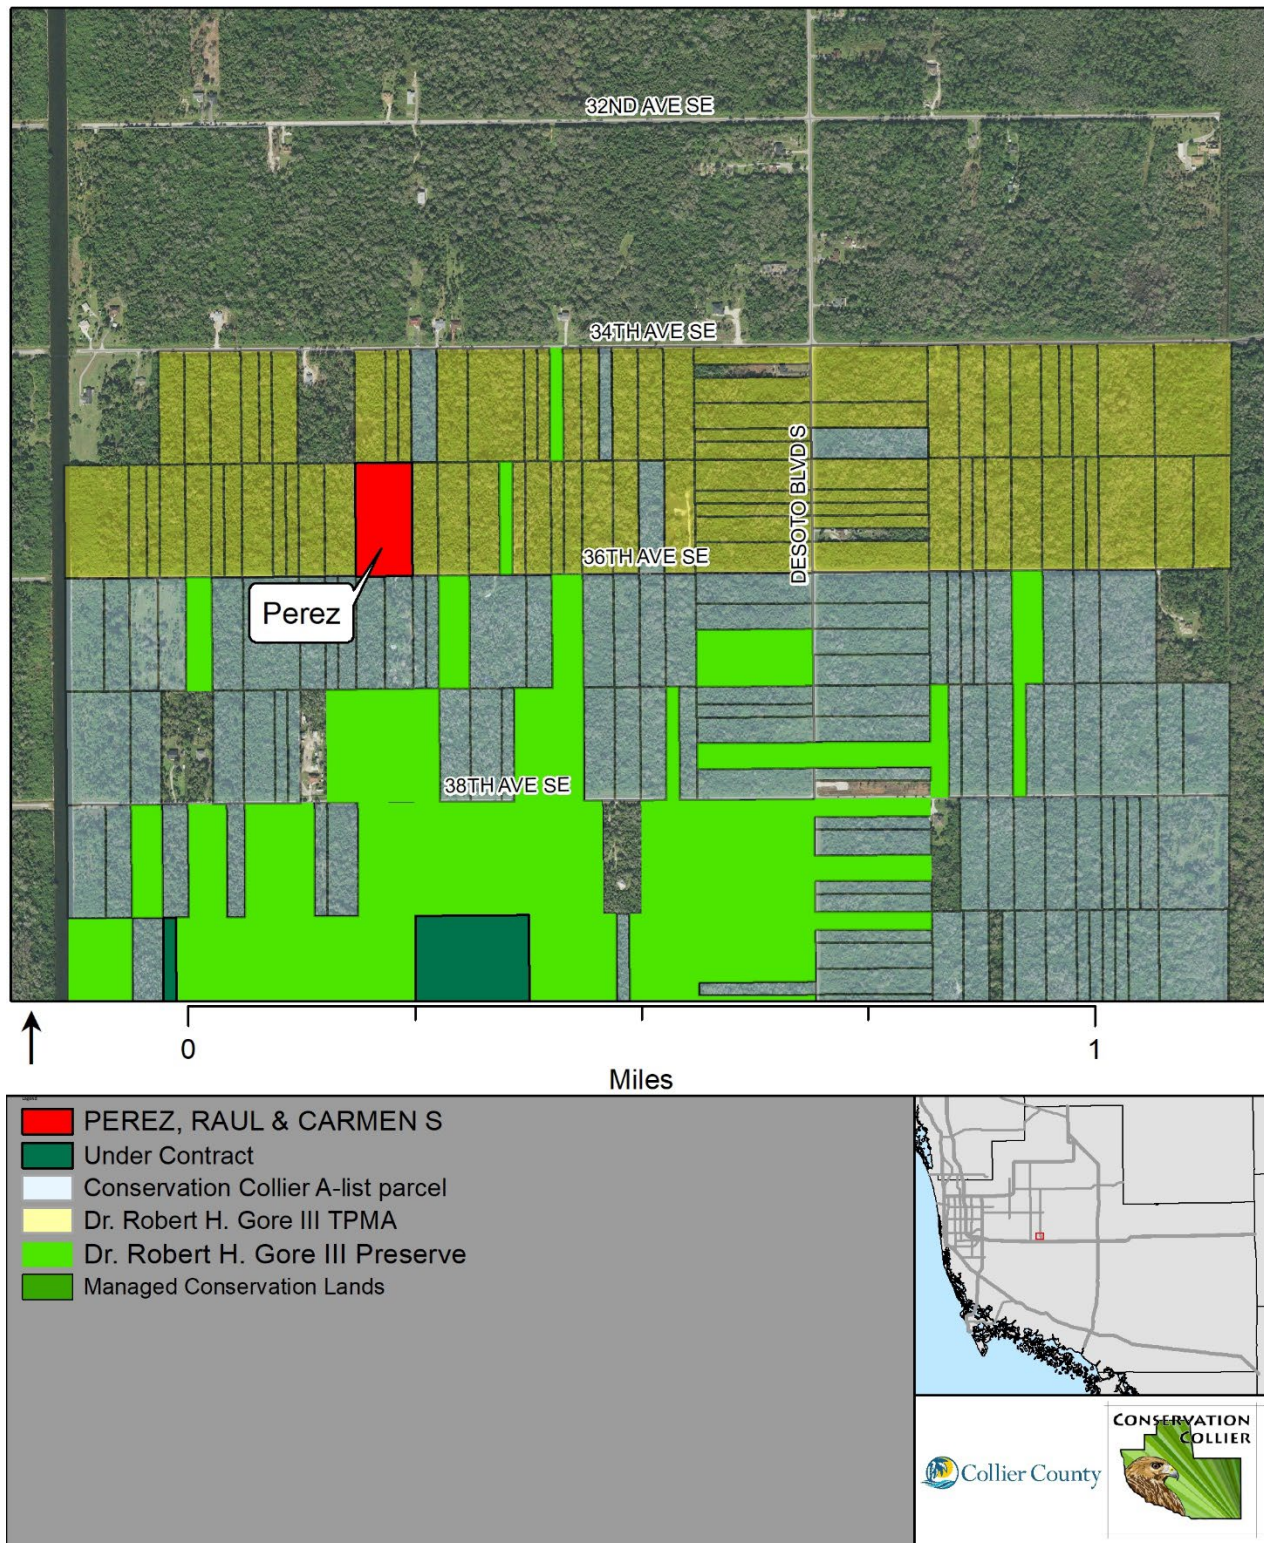 32ND AVE SE
34TH AVE SE
DESOTO BLVD S
36TH AVE SE
Perez
38TH AVE SE
0
1
Miles
PEREZ, RAUL & CARMEN S
Under Contract
Conservation Collier A-list parcel
Dr. Robert H. Gore III TPMA
Dr. Robert H. Gore III Preserve
Managed Conservation Lands
Collier County
CONSERVATION
COLLIER